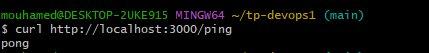 mouhamed@DESKTOP-2UKE915 MINGW64 ~/tp-devops1 (main)
$ curl http://localhost:3000/ping
pong